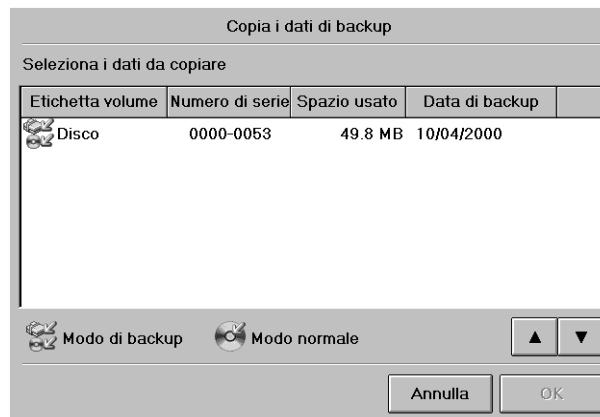 Copia i dati di backup
Seleziona i dati da copiare
Etichetta volume Numero di serie Spazio usato Data di backup
Disco 0000-0053 49.8 MB 10/04/2000
Modo di backup Modo normale
Annulla OK